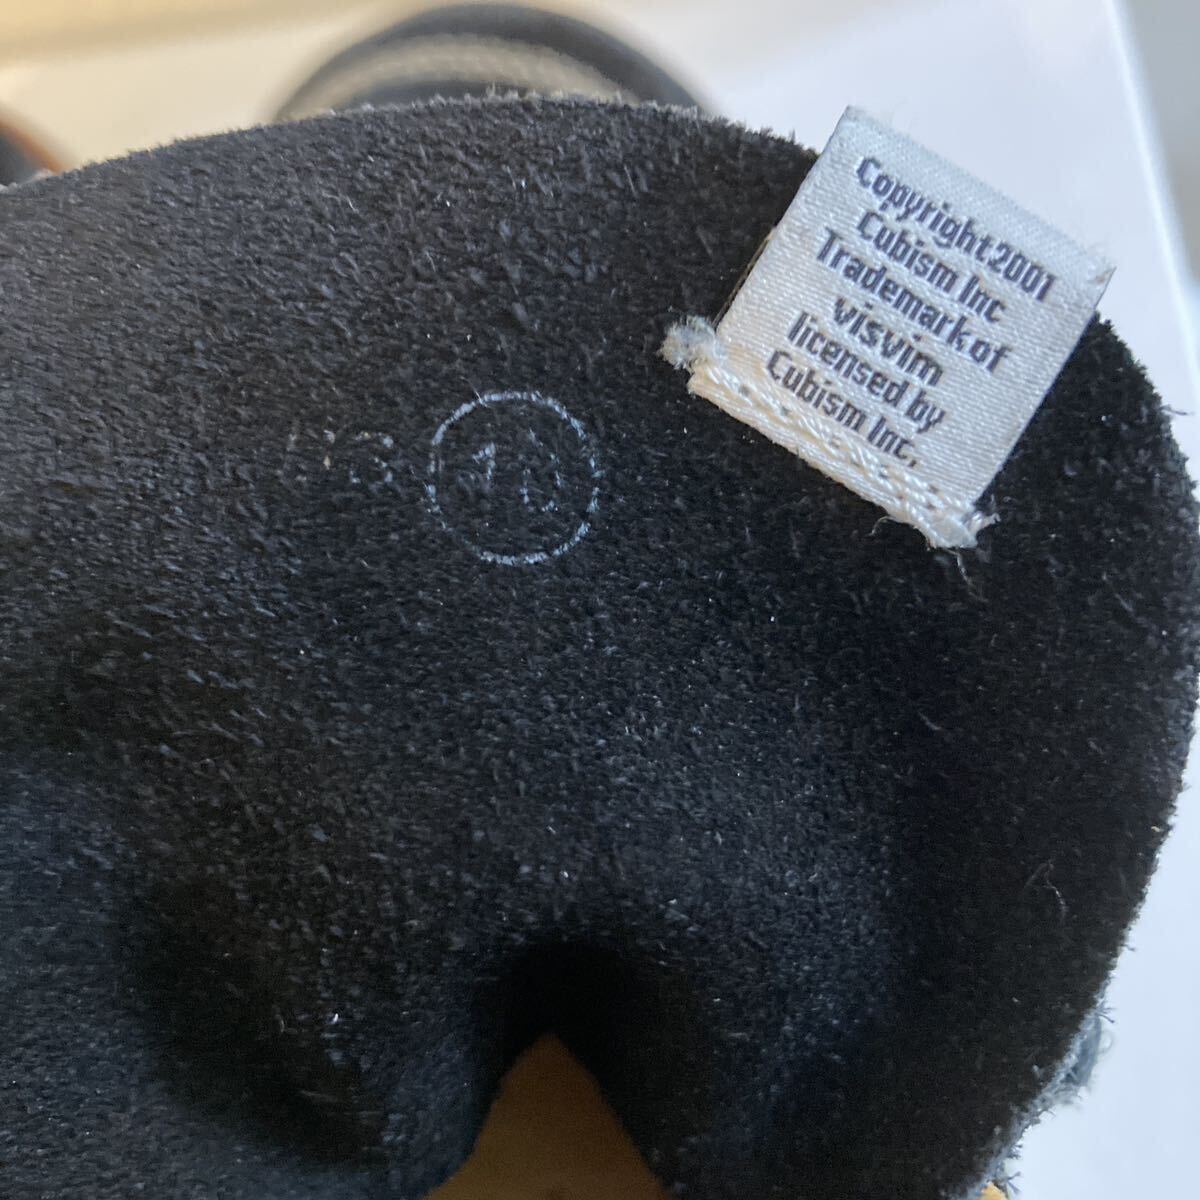 Copyright2001
Cubism Inc
Trademark of
visvim
licensed by
Cubism Inc.
10